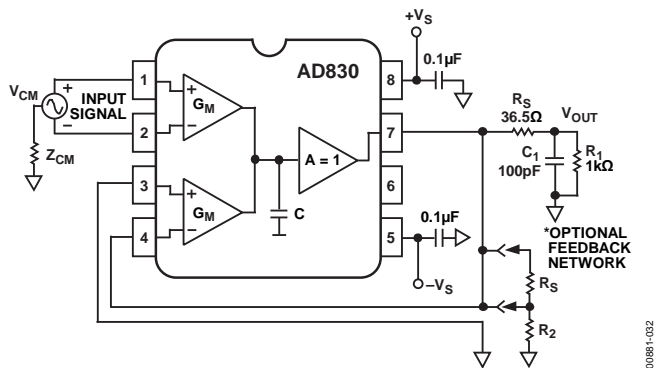 +VS
AD830
0.1µF
VCM
INPUT
SIGNAL
ZCM
1
2
3
4
+
–
+
–
GM
+
–
GM
A = 1
C
8
7
6
5
RS
36.5Ω
VOUT
C1
100pF
R1
1kΩ
0.1µF
–VS
*OPTIONAL
FEEDBACK
NETWORK
RS
R2
00881-032